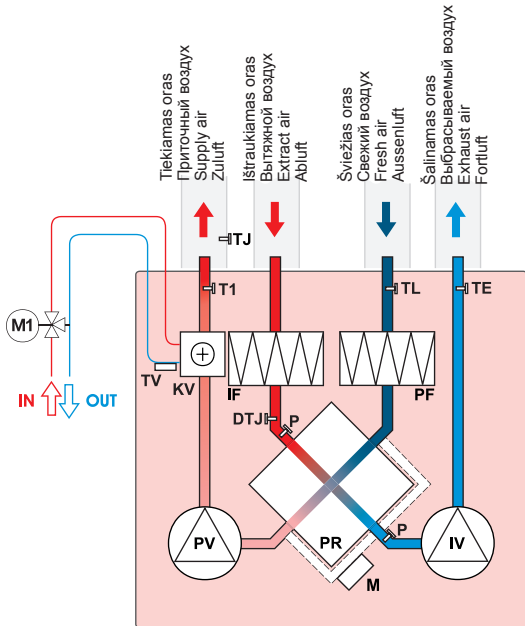 Tiekiamas oras
Приточный воздух
Supply air
Zuluft
Ištraukiamas oras
Вытяжной воздух
Extract air
Abluft
Šviežias oras
Свежий воздух
Fresh air
Aussenluft
Šalinamas oras
Выбрасываемый воздух
Exhaust air
Fortluft
TJ
T1
TL
TE
M1
TV
KV
IF
PF
IN
OUT
DTJ
P
PV
PR
P
IV
M